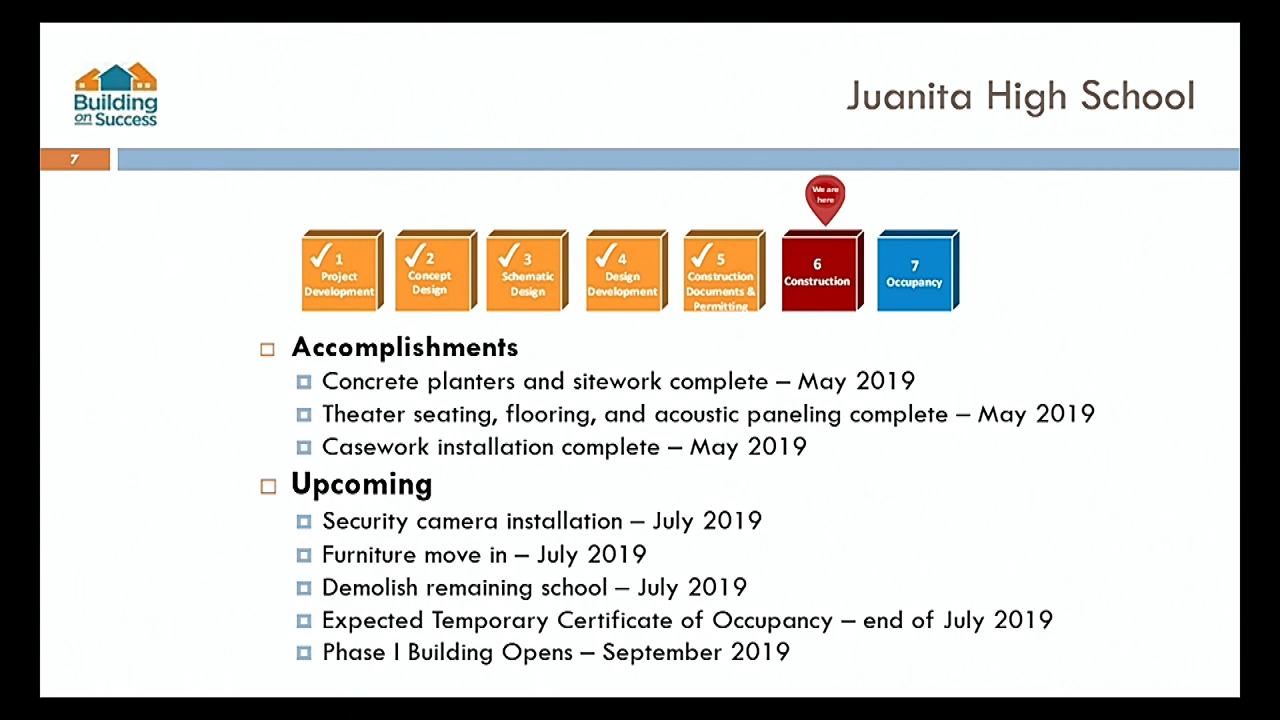 Building
on Success
Juanita High School
7
We are
here
1
Project
Development
2
Concept
Design
3
Schematic
Design
4
Design
Development
5
Construction
Documents &
Permitting
6
Construction
7
Occupancy
Accomplishments
Concrete planters and sitework complete – May 2019
Theater seating, flooring, and acoustic paneling complete – May 2019
Casework installation complete – May 2019
Upcoming
Security camera installation – July 2019
Furniture move in – July 2019
Demolish remaining school – July 2019
Expected Temporary Certificate of Occupancy – end of July 2019
Phase I Building Opens – September 2019